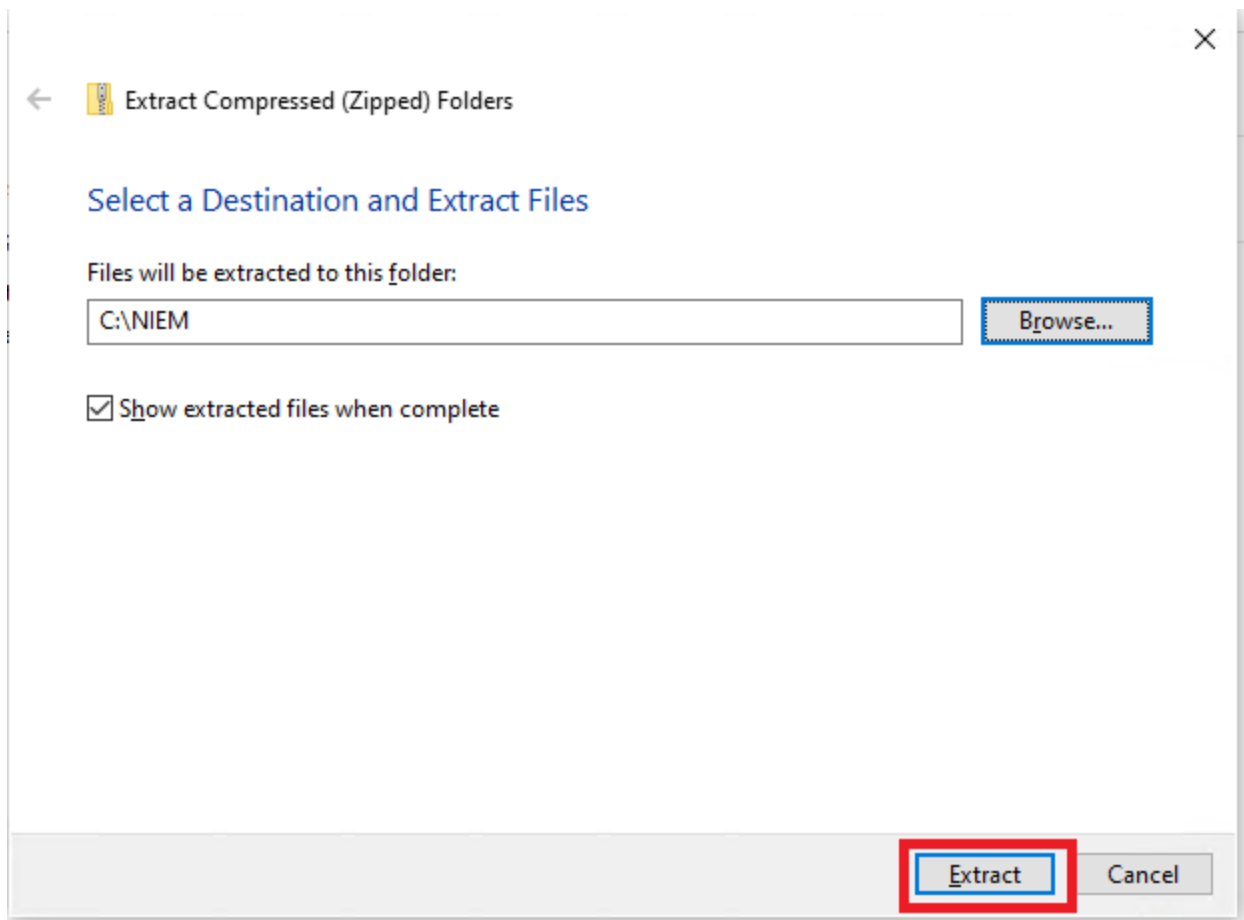 Extract Compressed (Zipped) Folders
Select a Destination and Extract Files
Files will be extracted to this folder:
C:\NIEM
Browse...
Show extracted files when complete
Extract
Cancel